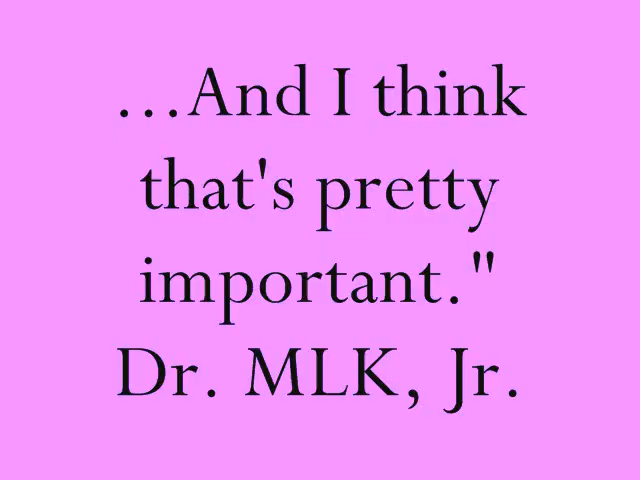 ...And I think
that's pretty
important."
Dr. MLK, Jr.